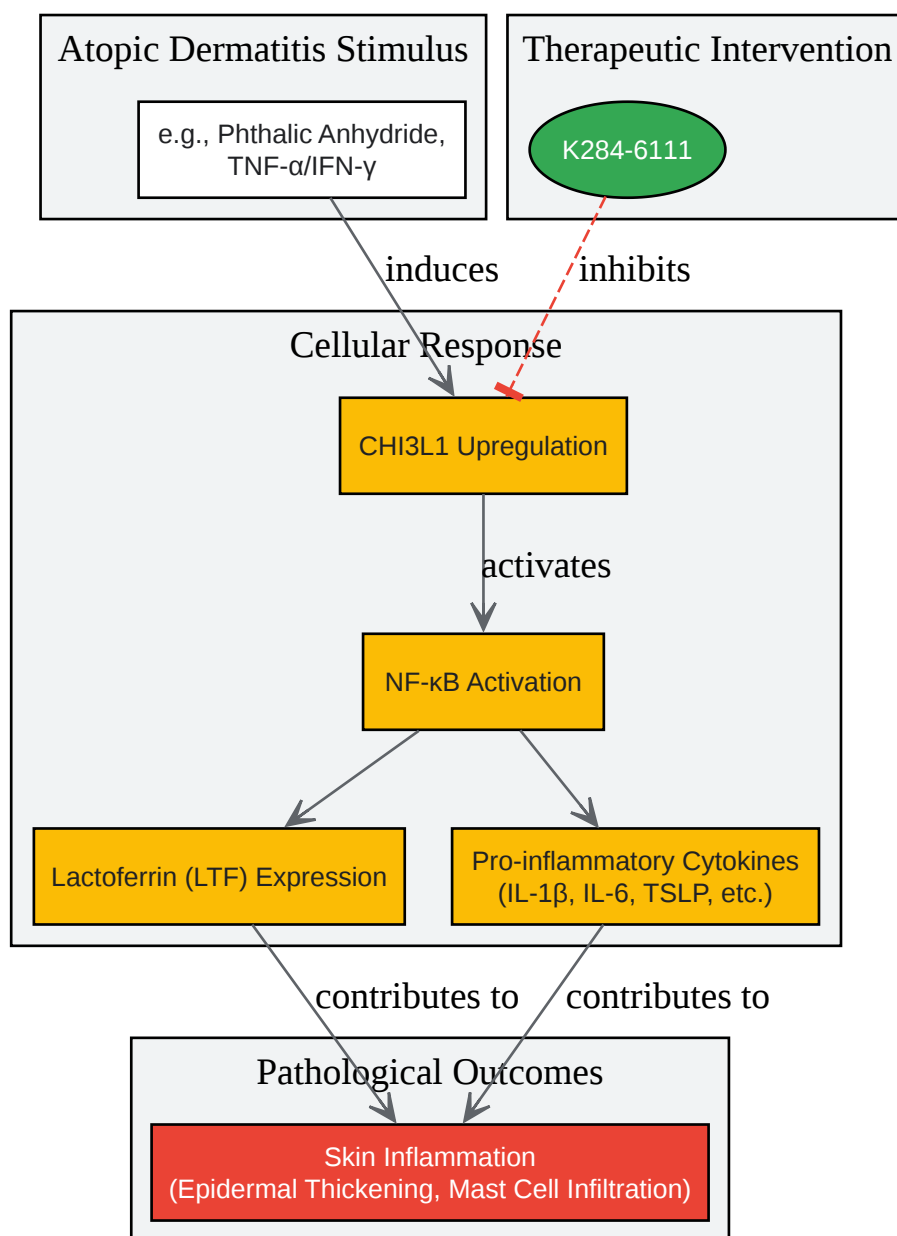 Atopic Dermatitis Stimulus
e.g., Phthalic Anhydride,
TNF-α/IFN-γ
Therapeutic Intervention
K284-6111
induces
inhibits
Cellular Response
CHI3L1 Upregulation
activates
NF-κB Activation
Lactoferrin (LTF) Expression
Pro-inflammatory Cytokines
(IL-1β, IL-6, TSLP, etc.)
contributes to
contributes to
Pathological Outcomes
Skin Inflammation
(Epidermal Thickening, Mast Cell Infiltration)